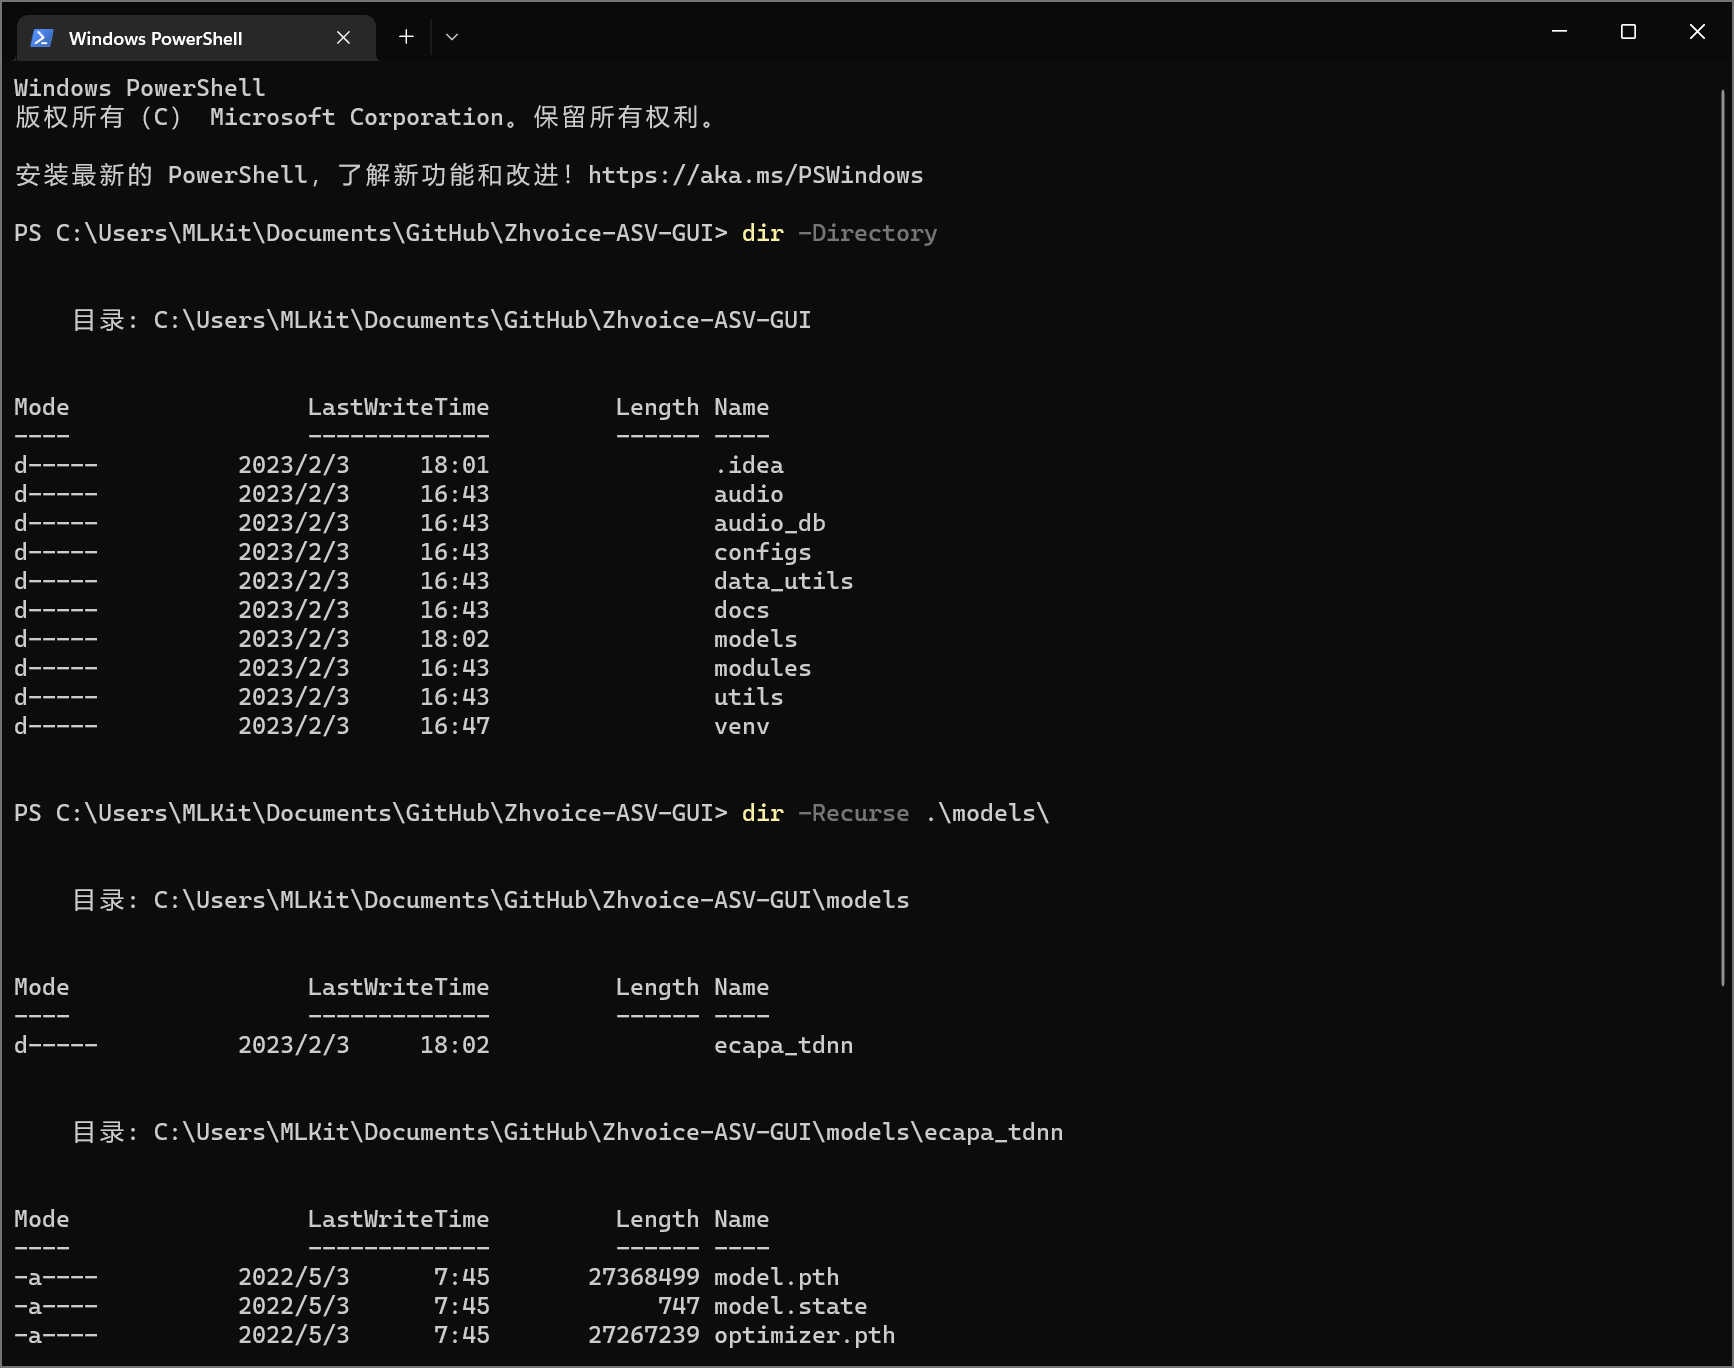 Windows PowerShell
Windows PowerShell
版权所有 (C) Microsoft Corporation。保留所有权利。
安装最新的 PowerShell，了解新功能和改进！https://aka.ms/PSWindows
PS C:\Users\MLKit\Documents\GitHub\Zhvoice-ASV-GUI> dir -Directory
目录: C:\Users\MLKit\Documents\GitHub\Zhvoice-ASV-GUI
Mode                 LastWriteTime         Length Name
----                 -------------         ------ ----
d-----          2023/2/3     18:01                .idea
d-----          2023/2/3     16:43                audio
d-----          2023/2/3     16:43                audio_db
d-----          2023/2/3     16:43                configs
d-----          2023/2/3     16:43                data_utils
d-----          2023/2/3     16:43                docs
d-----          2023/2/3     18:02                models
d-----          2023/2/3     16:43                modules
d-----          2023/2/3     16:43                utils
d-----          2023/2/3     16:47                venv
PS C:\Users\MLKit\Documents\GitHub\Zhvoice-ASV-GUI> dir -Recurse .\models\
目录: C:\Users\MLKit\Documents\GitHub\Zhvoice-ASV-GUI\models
Mode                 LastWriteTime         Length Name
----                 -------------         ------ ----
d-----          2023/2/3     18:02                ecapa_tdnn
目录: C:\Users\MLKit\Documents\GitHub\Zhvoice-ASV-GUI\models\ecapa_tdnn
Mode                 LastWriteTime         Length Name
----                 -------------         ------ ----
-a----          2022/5/3      7:45       27368499 model.pth
-a----          2022/5/3      7:45            747 model.state
-a----          2022/5/3      7:45       27267239 optimizer.pth